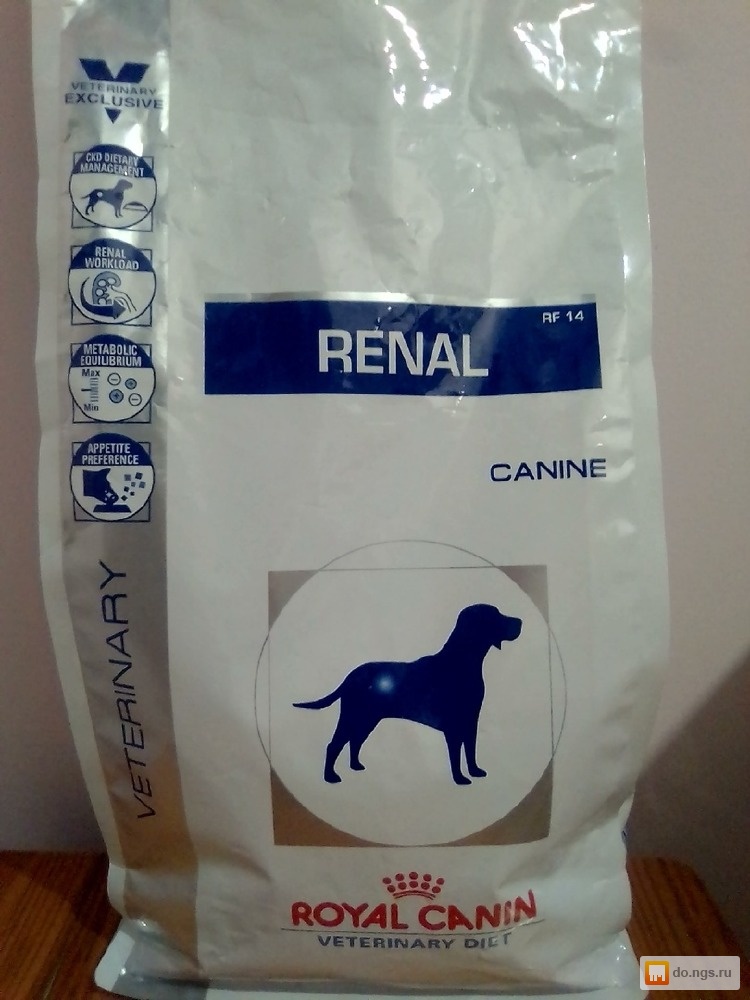 VETERINARY
EXCLUSIVE
CKD DIETARY
MANAGEMENT
RENAL
WORKLOAD
METABOLIC
EQUILIBRIUM
Max
Min
APPETITE
PREFERENCE
VETERINARY
RF 14
RENAL
CANINE
ROYAL CANIN
VETERINARY DIET
do.ngs.ru